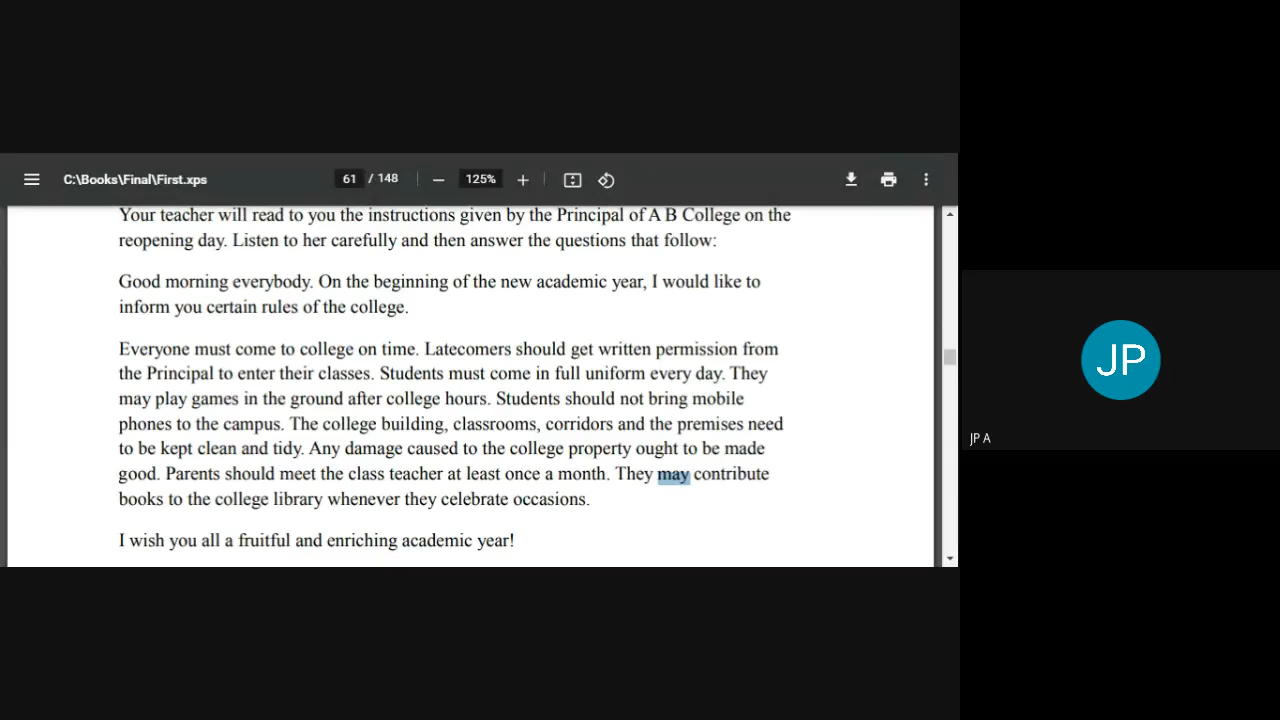 C:\Books\Final\First.xps
61 / 148
125%
Your teacher will read to you the instructions given by the Principal of A B College on the
reopening day. Listen to her carefully and then answer the questions that follow:
Good morning everybody. On the beginning of the new academic year, I would like to
inform you certain rules of the college.
Everyone must come to college on time. Latecomers should get written permission from
the Principal to enter their classes. Students must come in full uniform every day. They
may play games in the ground after college hours. Students should not bring mobile
phones to the campus. The college building, classrooms, corridors and the premises need
to be kept clean and tidy. Any damage caused to the college property ought to be made
good. Parents should meet the class teacher at least once a month. They may contribute
books to the college library whenever they celebrate occasions.
I wish you all a fruitful and enriching academic year!
JP
JP A